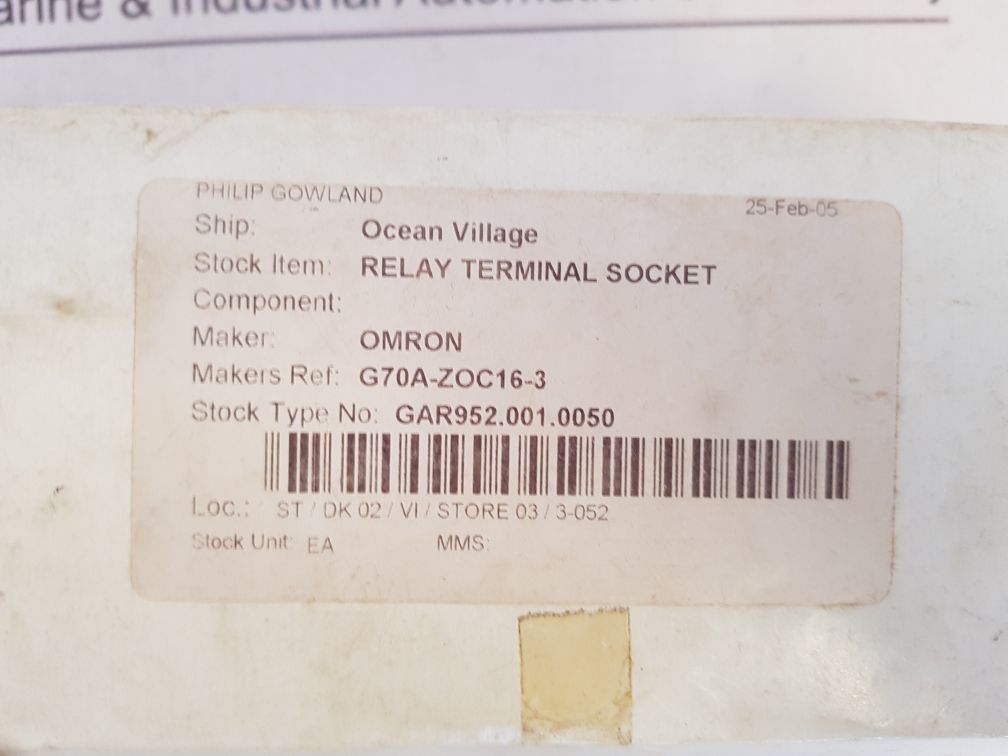 & Industrial
PHILIP GOWLAND
25-Feb-05
Ship: Ocean Village
Stock Item: RELAY TERMINAL SOCKET
Component:
Maker: OMRON
Makers Ref: G70A-ZOC16-3
Stock Type No: GAR952.001.0050
Loc.: ST / DK 02 / VI / STORE 03 / 3-052
Stock Unit: EA MMS: